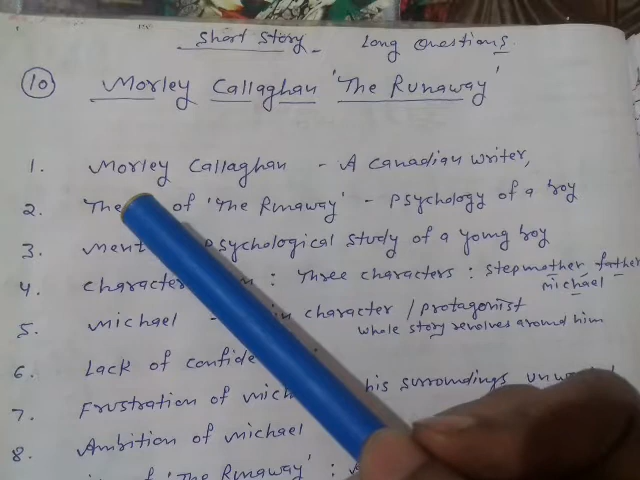 Short Story Long Questions.
10 Morley Callaghan 'The Runaway'
1. Morley Callaghan - A Canadian writer,
2. of 'The Runaway' - Psychology of a boy
3. Psychological study of a young boy
4. Character : Three characters : stepmother, father
michael
5. Michael - character / protagonist
whole story revolves around him
6. Lack of
7. Frustration of his surroundings
8. Ambition of michael
of 'The Runaway' :